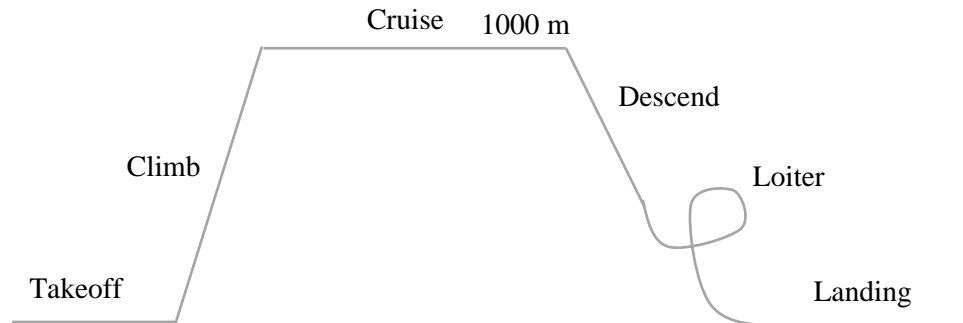 Cruise 1000 m
Descend
Climb
Loiter
Takeoff
Landing